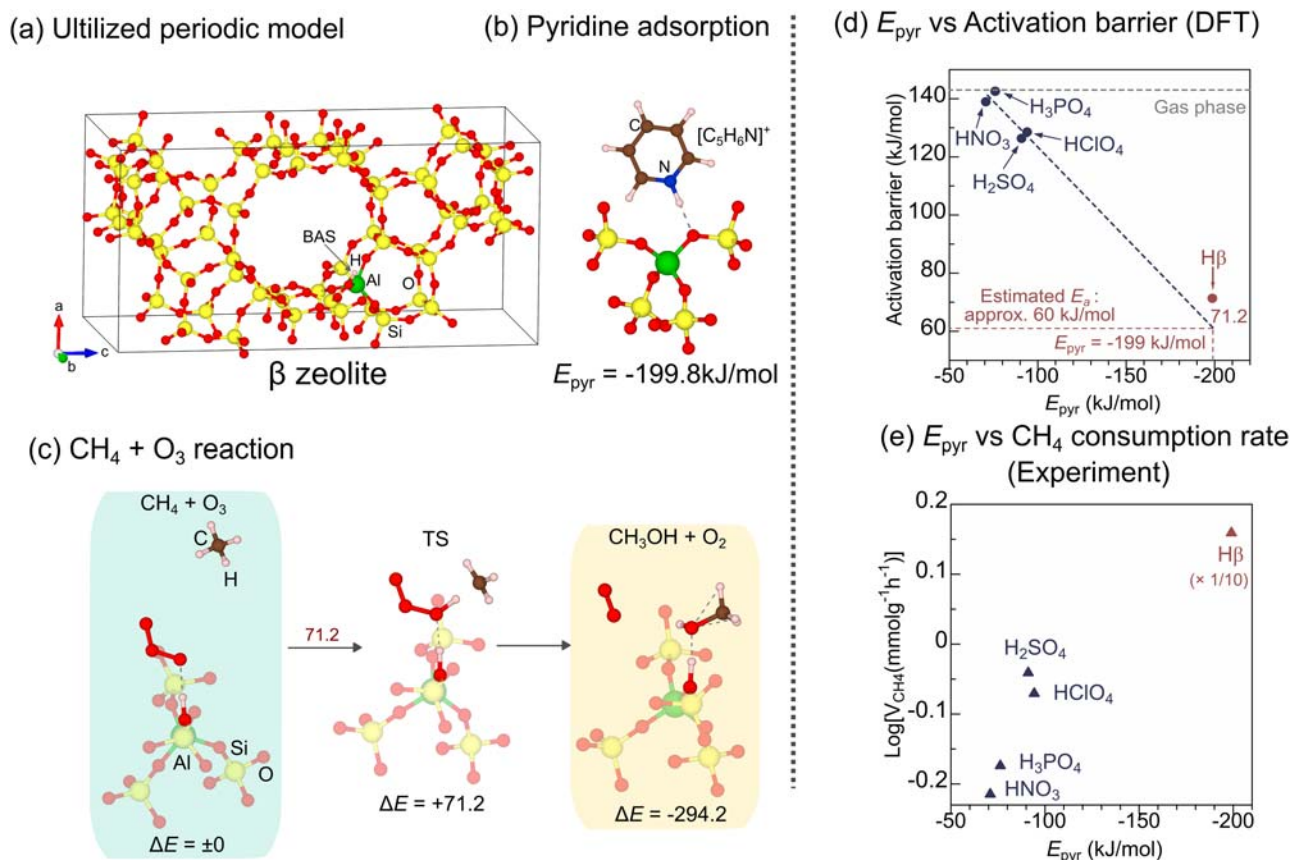 (a) Ultilized periodic model
BAS
H
Al
O
Si
a
b
c
β zeolite
(b) Pyridine adsorption
C
[C5H6N]+
N
Epyr = -199.8kJ/mol
(c) CH4 + O3 reaction
CH4 + O3
C
H
Al
Si
O
ΔE = ±0
71.2
TS
ΔE = +71.2
CH3OH + O2
ΔE = -294.2
(d) Epyr vs Activation barrier (DFT)
Activation barrier (kJ/mol)
140
120
100
80
60
H3PO4
Gas phase
HNO3
HClO4
H2SO4
Hβ
71.2
Estimated Ea :
approx. 60 kJ/mol
Epyr = -199 kJ/mol
-50
-100
-150
-200
Epyr (kJ/mol)
(e) Epyr vs CH4 consumption rate
(Experiment)
Log[VCH4(mmolg-1h-1)]
0.2
0.1
0
-0.1
-0.2
Hβ
(× 1/10)
H2SO4
HClO4
H3PO4
HNO3
-50
-100
-150
-200
Epyr (kJ/mol)